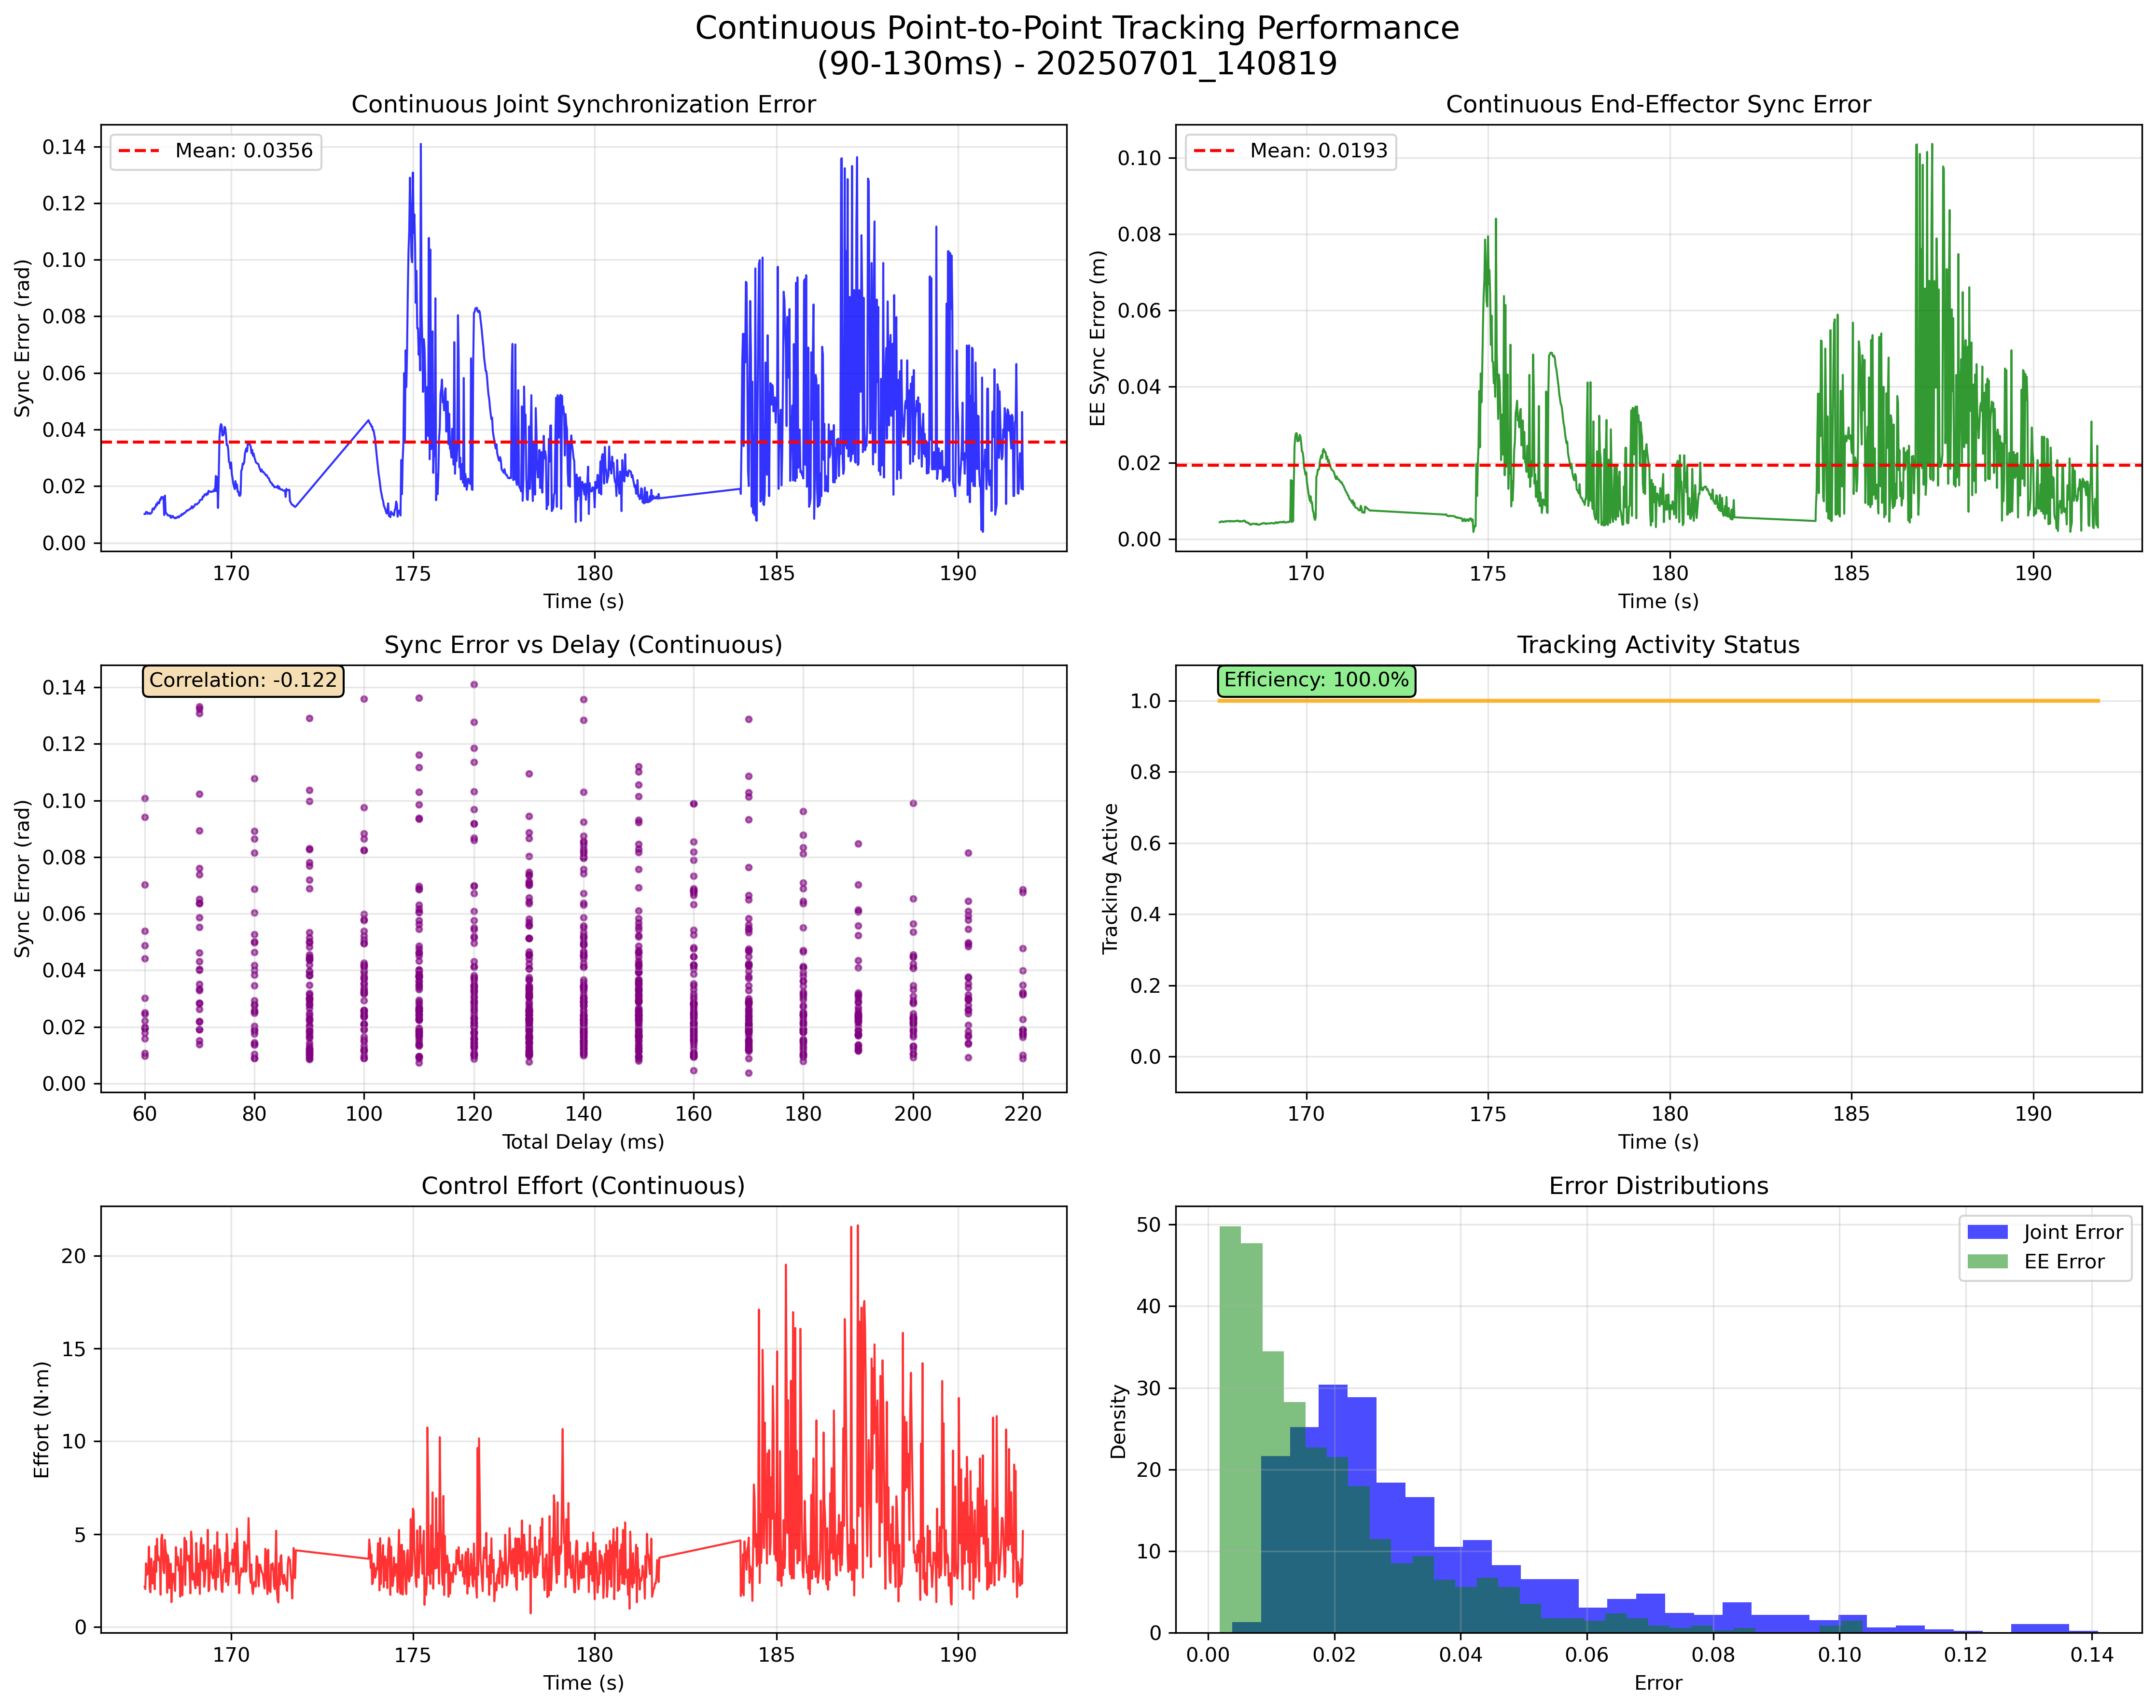 Continuous Point-to-Point Tracking Performance
(90-130ms) - 20250701_140819
Continuous Joint Synchronization Error
Mean: 0.0356
Sync Error (rad)
0.14
0.12
0.10
0.08
0.06
0.04
0.02
0.00
170
175
180
185
190
Time (s)
Continuous End-Effector Sync Error
Mean: 0.0193
EE Sync Error (m)
0.10
0.08
0.06
0.04
0.02
0.00
170
175
180
185
190
Time (s)
Sync Error vs Delay (Continuous)
Correlation: -0.122
Sync Error (rad)
0.14
0.12
0.10
0.08
0.06
0.04
0.02
0.00
60
80
100
120
140
160
180
200
220
Total Delay (ms)
Tracking Activity Status
Efficiency: 100.0%
Tracking Active
1.0
0.8
0.6
0.4
0.2
0.0
170
175
180
185
190
Time (s)
Control Effort (Continuous)
Effort (N·m)
20
15
10
5
0
170
175
180
185
190
Time (s)
Error Distributions
Joint Error
EE Error
Density
50
40
30
20
10
0
0.00
0.02
0.04
0.06
0.08
0.10
0.12
0.14
Error